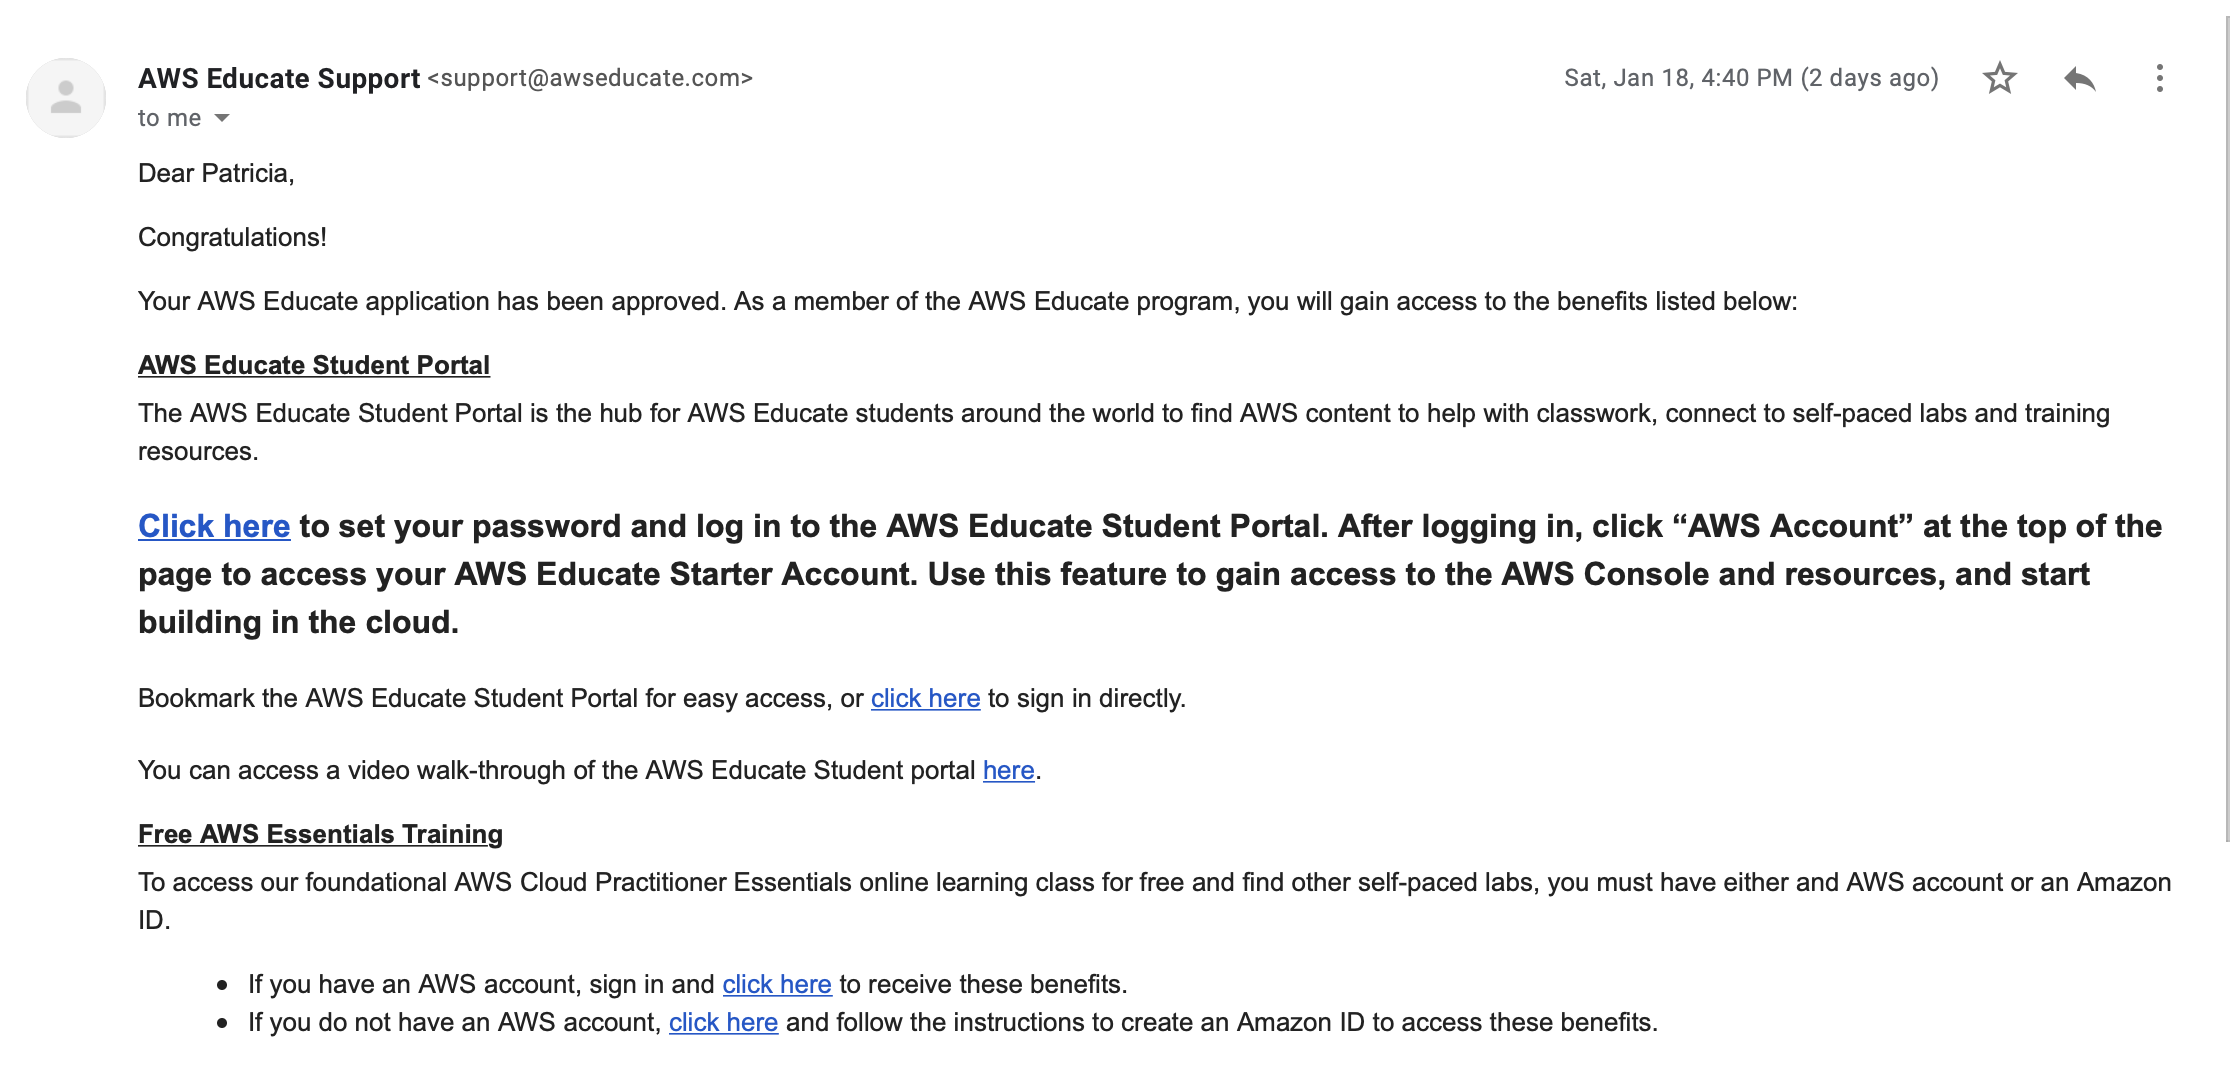 AWS Educate Support <support@awseducate.com>
Sat, Jan 18, 4:40 PM (2 days ago)
to me
Dear Patricia,
Congratulations!
Your AWS Educate application has been approved. As a member of the AWS Educate program, you will gain access to the benefits listed below:
AWS Educate Student Portal
The AWS Educate Student Portal is the hub for AWS Educate students around the world to find AWS content to help with classwork, connect to self-paced labs and training
resources.
Click here to set your password and log in to the AWS Educate Student Portal. After logging in, click “AWS Account” at the top of the
page to access your AWS Educate Starter Account. Use this feature to gain access to the AWS Console and resources, and start
building in the cloud.
Bookmark the AWS Educate Student Portal for easy access, or click here to sign in directly.
You can access a video walk-through of the AWS Educate Student portal here.
Free AWS Essentials Training
To access our foundational AWS Cloud Practitioner Essentials online learning class for free and find other self-paced labs, you must have either and AWS account or an Amazon
ID.
• If you have an AWS account, sign in and click here to receive these benefits.
• If you do not have an AWS account, click here and follow the instructions to create an Amazon ID to access these benefits.